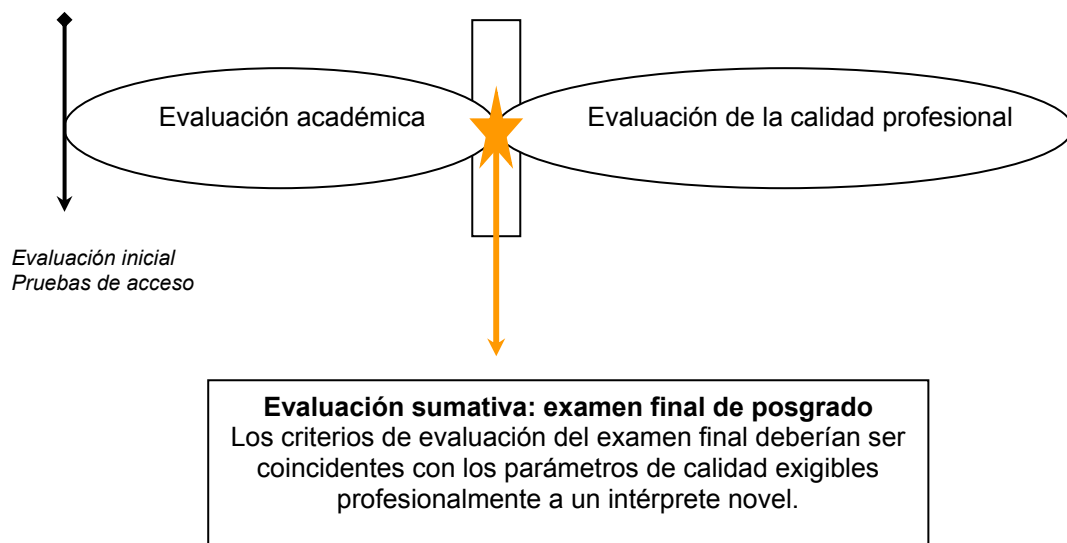 Evaluación académica
Evaluación de la calidad profesional
Evaluación inicial
Pruebas de acceso
Evaluación sumativa: examen final de posgrado
Los criterios de evaluación del examen final deberían ser
coincidentes con los parámetros de calidad exigibles
profesionalmente a un intérprete novel.